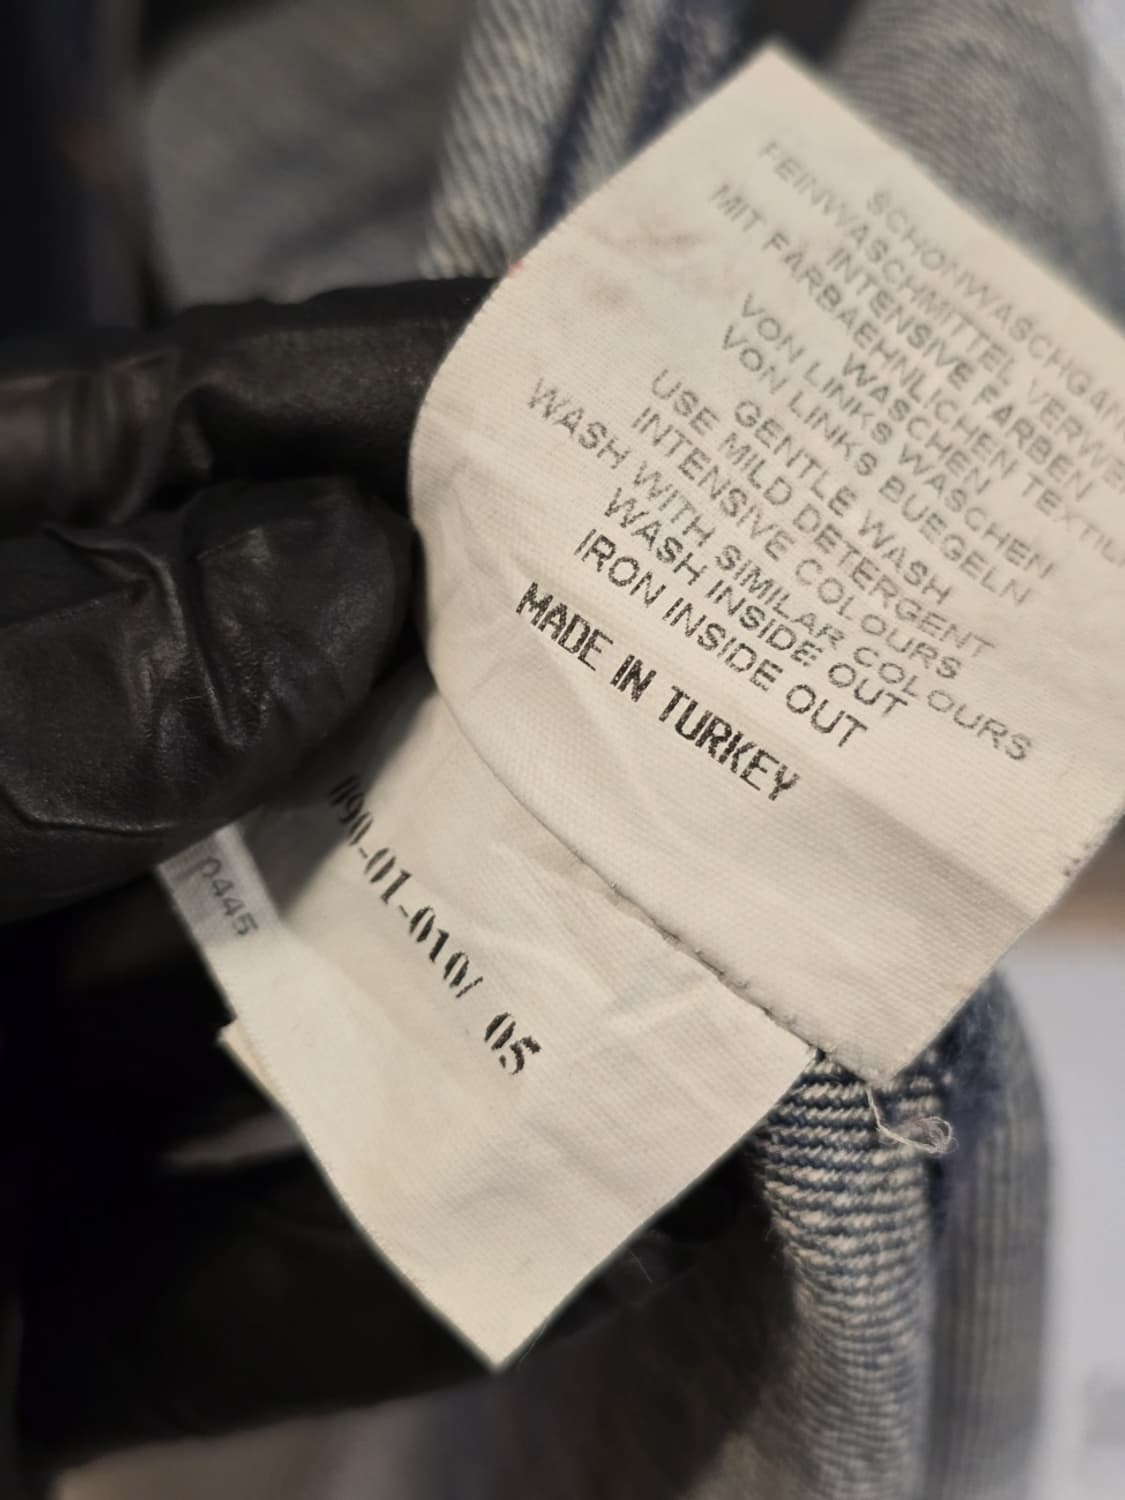 SCHONWASCHGAN
FEINWASCHMITTEL VERWE
INTENSIVE FARBEN
MIT FARBAEHNLICHEN TEXTIL
WASCHEN
VON LINKS WASCHEN
VON LINKS BUEGELN
GENTLE WASH
USE MILD DETERGENT
INTENSIVE COLOURS
WASH WITH SIMILAR COLOURS
WASH INSIDE OUT
IRON INSIDE OUT
MADE IN TURKEY
090-01-010/ 05
0445